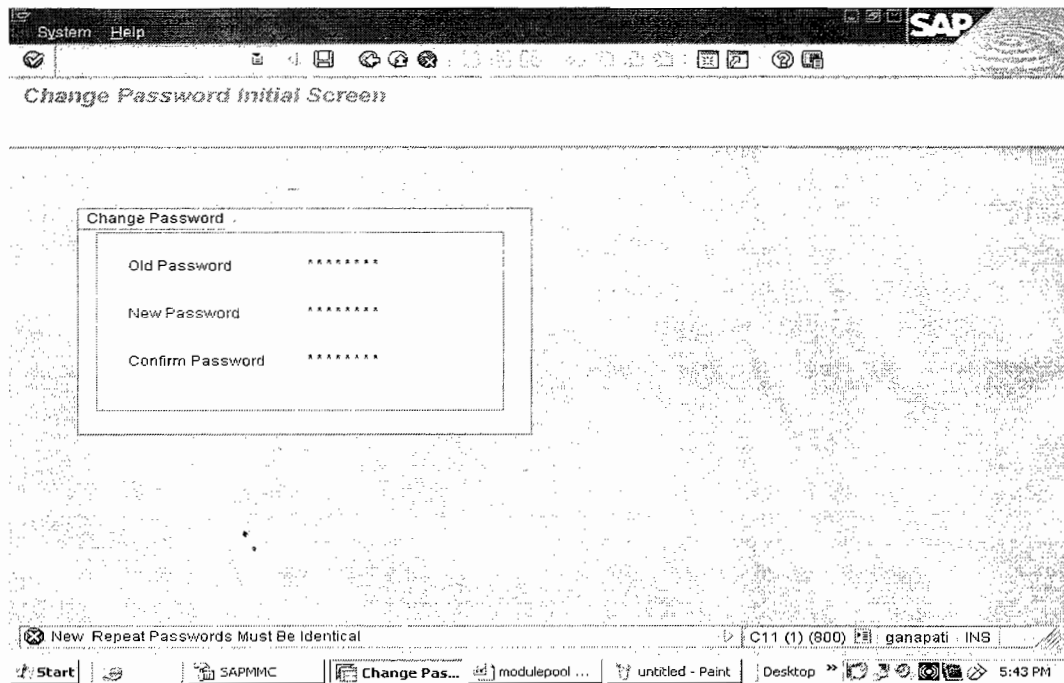 System Help
SAP
Change Password Initial Screen
Change Password
Old Password ********
New Password ********
Confirm Password ********
New Repeat Passwords Must Be Identical
C11 (1) (800) ganapati INS
Start SAPMMC Change Pas... modulepool ... untitled - Paint Desktop » 5:43 PM